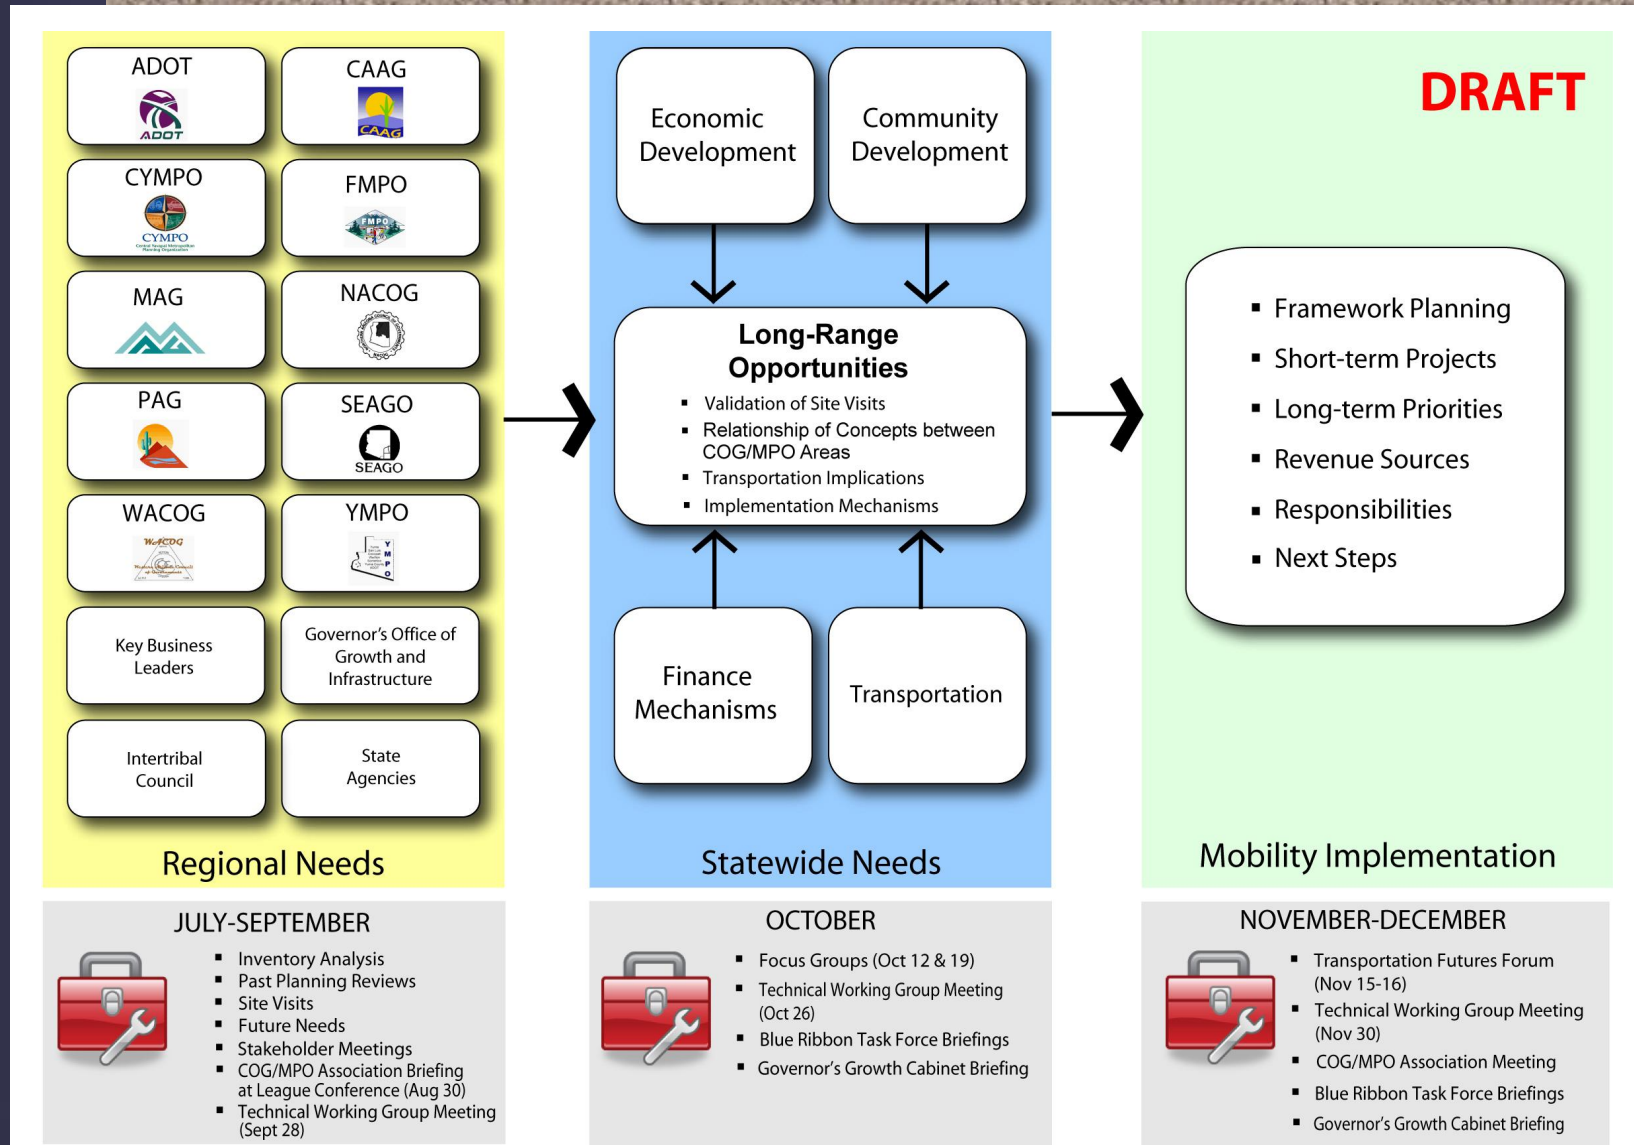 ADOT
ADOT
CAAG
CAAG
CYMPO
CYMPO
Central Yavapai Metropolitan
Planning Organization
FMPO
FMPO
MAG
NACOG
PAG
SEAGO
SEAGO
WACOG
WACOG
YMPO
YMPO
Key Business
Leaders
Governor's Office of
Growth and
Infrastructure
Intertribal
Council
State
Agencies
Regional Needs
Economic
Development
Community
Development
Long-Range
Opportunities
▪ Validation of Site Visits
▪ Relationship of Concepts between
COG/MPO Areas
▪ Transportation Implications
▪ Implementation Mechanisms
Finance
Mechanisms
Transportation
Statewide Needs
DRAFT
▪ Framework Planning
▪ Short-term Projects
▪ Long-term Priorities
▪ Revenue Sources
▪ Responsibilities
▪ Next Steps
Mobility Implementation
JULY-SEPTEMBER
▪ Inventory Analysis
▪ Past Planning Reviews
▪ Site Visits
▪ Future Needs
▪ Stakeholder Meetings
▪ COG/MPO Association Briefing
at League Conference (Aug 30)
▪ Technical Working Group Meeting
(Sept 28)
OCTOBER
▪ Focus Groups (Oct 12 & 19)
▪ Technical Working Group Meeting
(Oct 26)
▪ Blue Ribbon Task Force Briefings
▪ Governor's Growth Cabinet Briefing
NOVEMBER-DECEMBER
▪ Transportation Futures Forum
(Nov 15-16)
▪ Technical Working Group Meeting
(Nov 30)
▪ COG/MPO Association Meeting
▪ Blue Ribbon Task Force Briefings
▪ Governor's Growth Cabinet Briefing